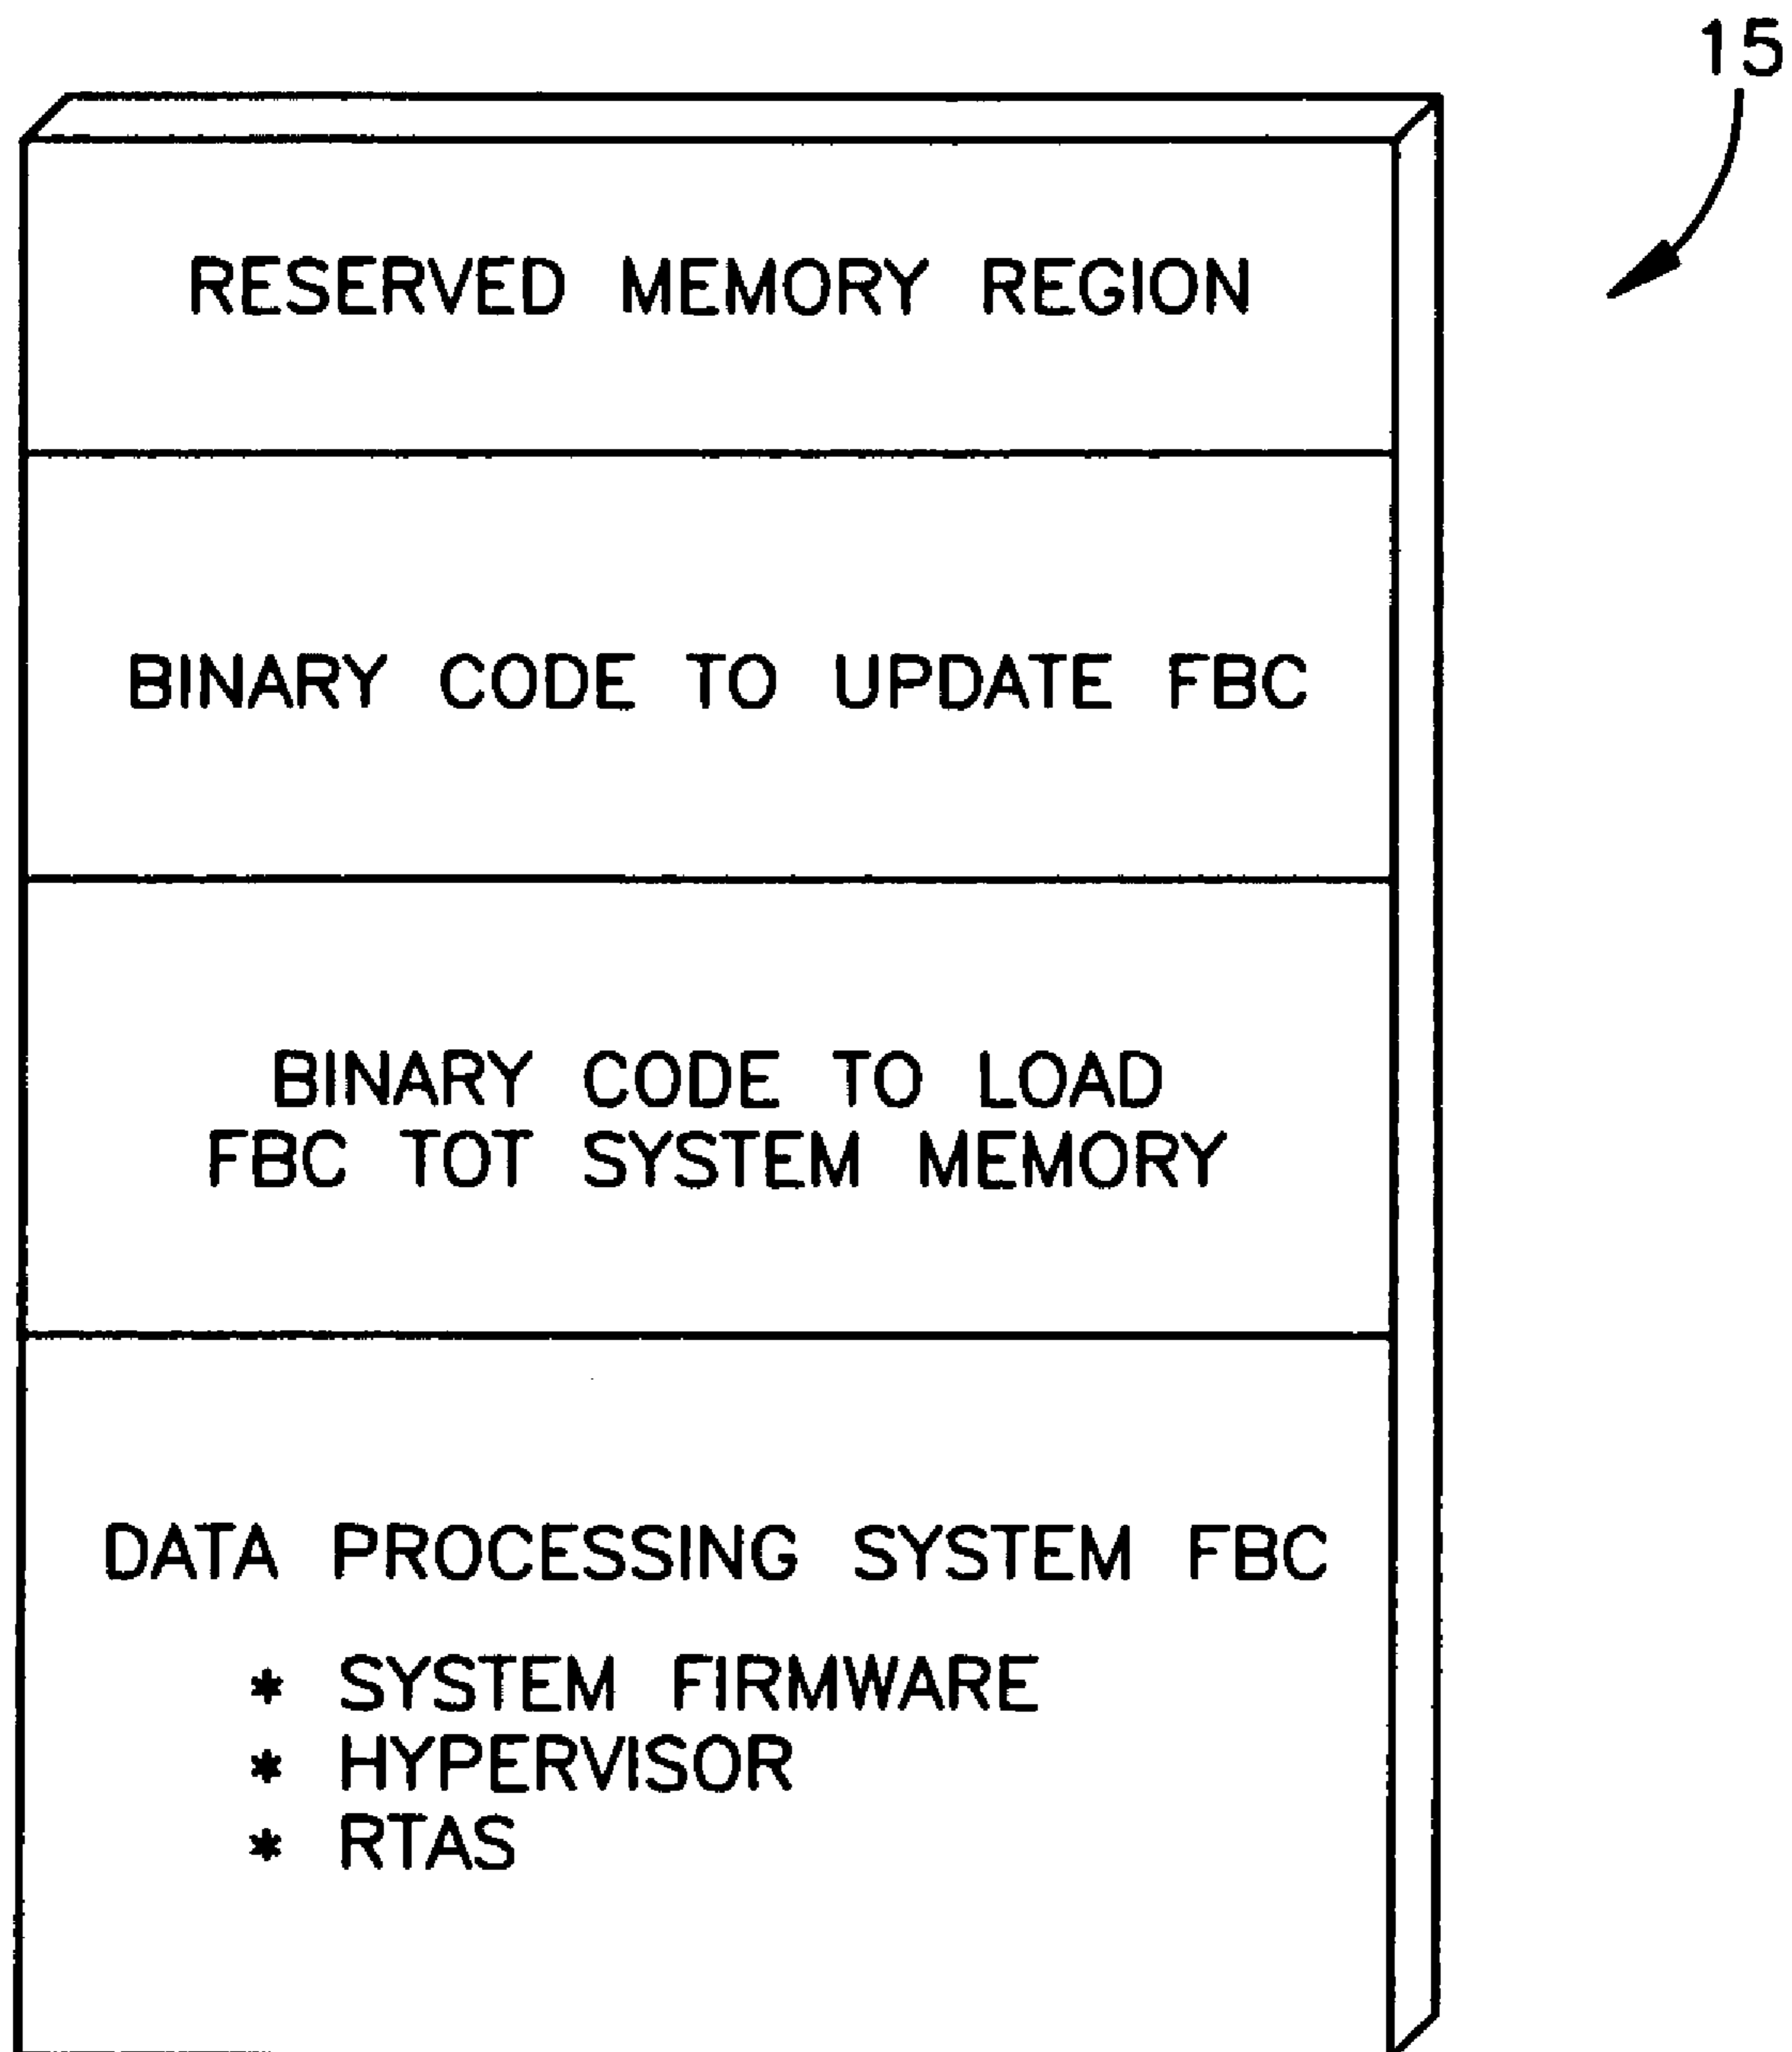 15
RESERVED MEMORY REGION
BINARY CODE TO UPDATE FBC
BINARY CODE TO LOAD
FBC TOT SYSTEM MEMORY
DATA PROCESSING SYSTEM FBC
* SYSTEM FIRMWARE
* HYPERVISOR
* RTAS